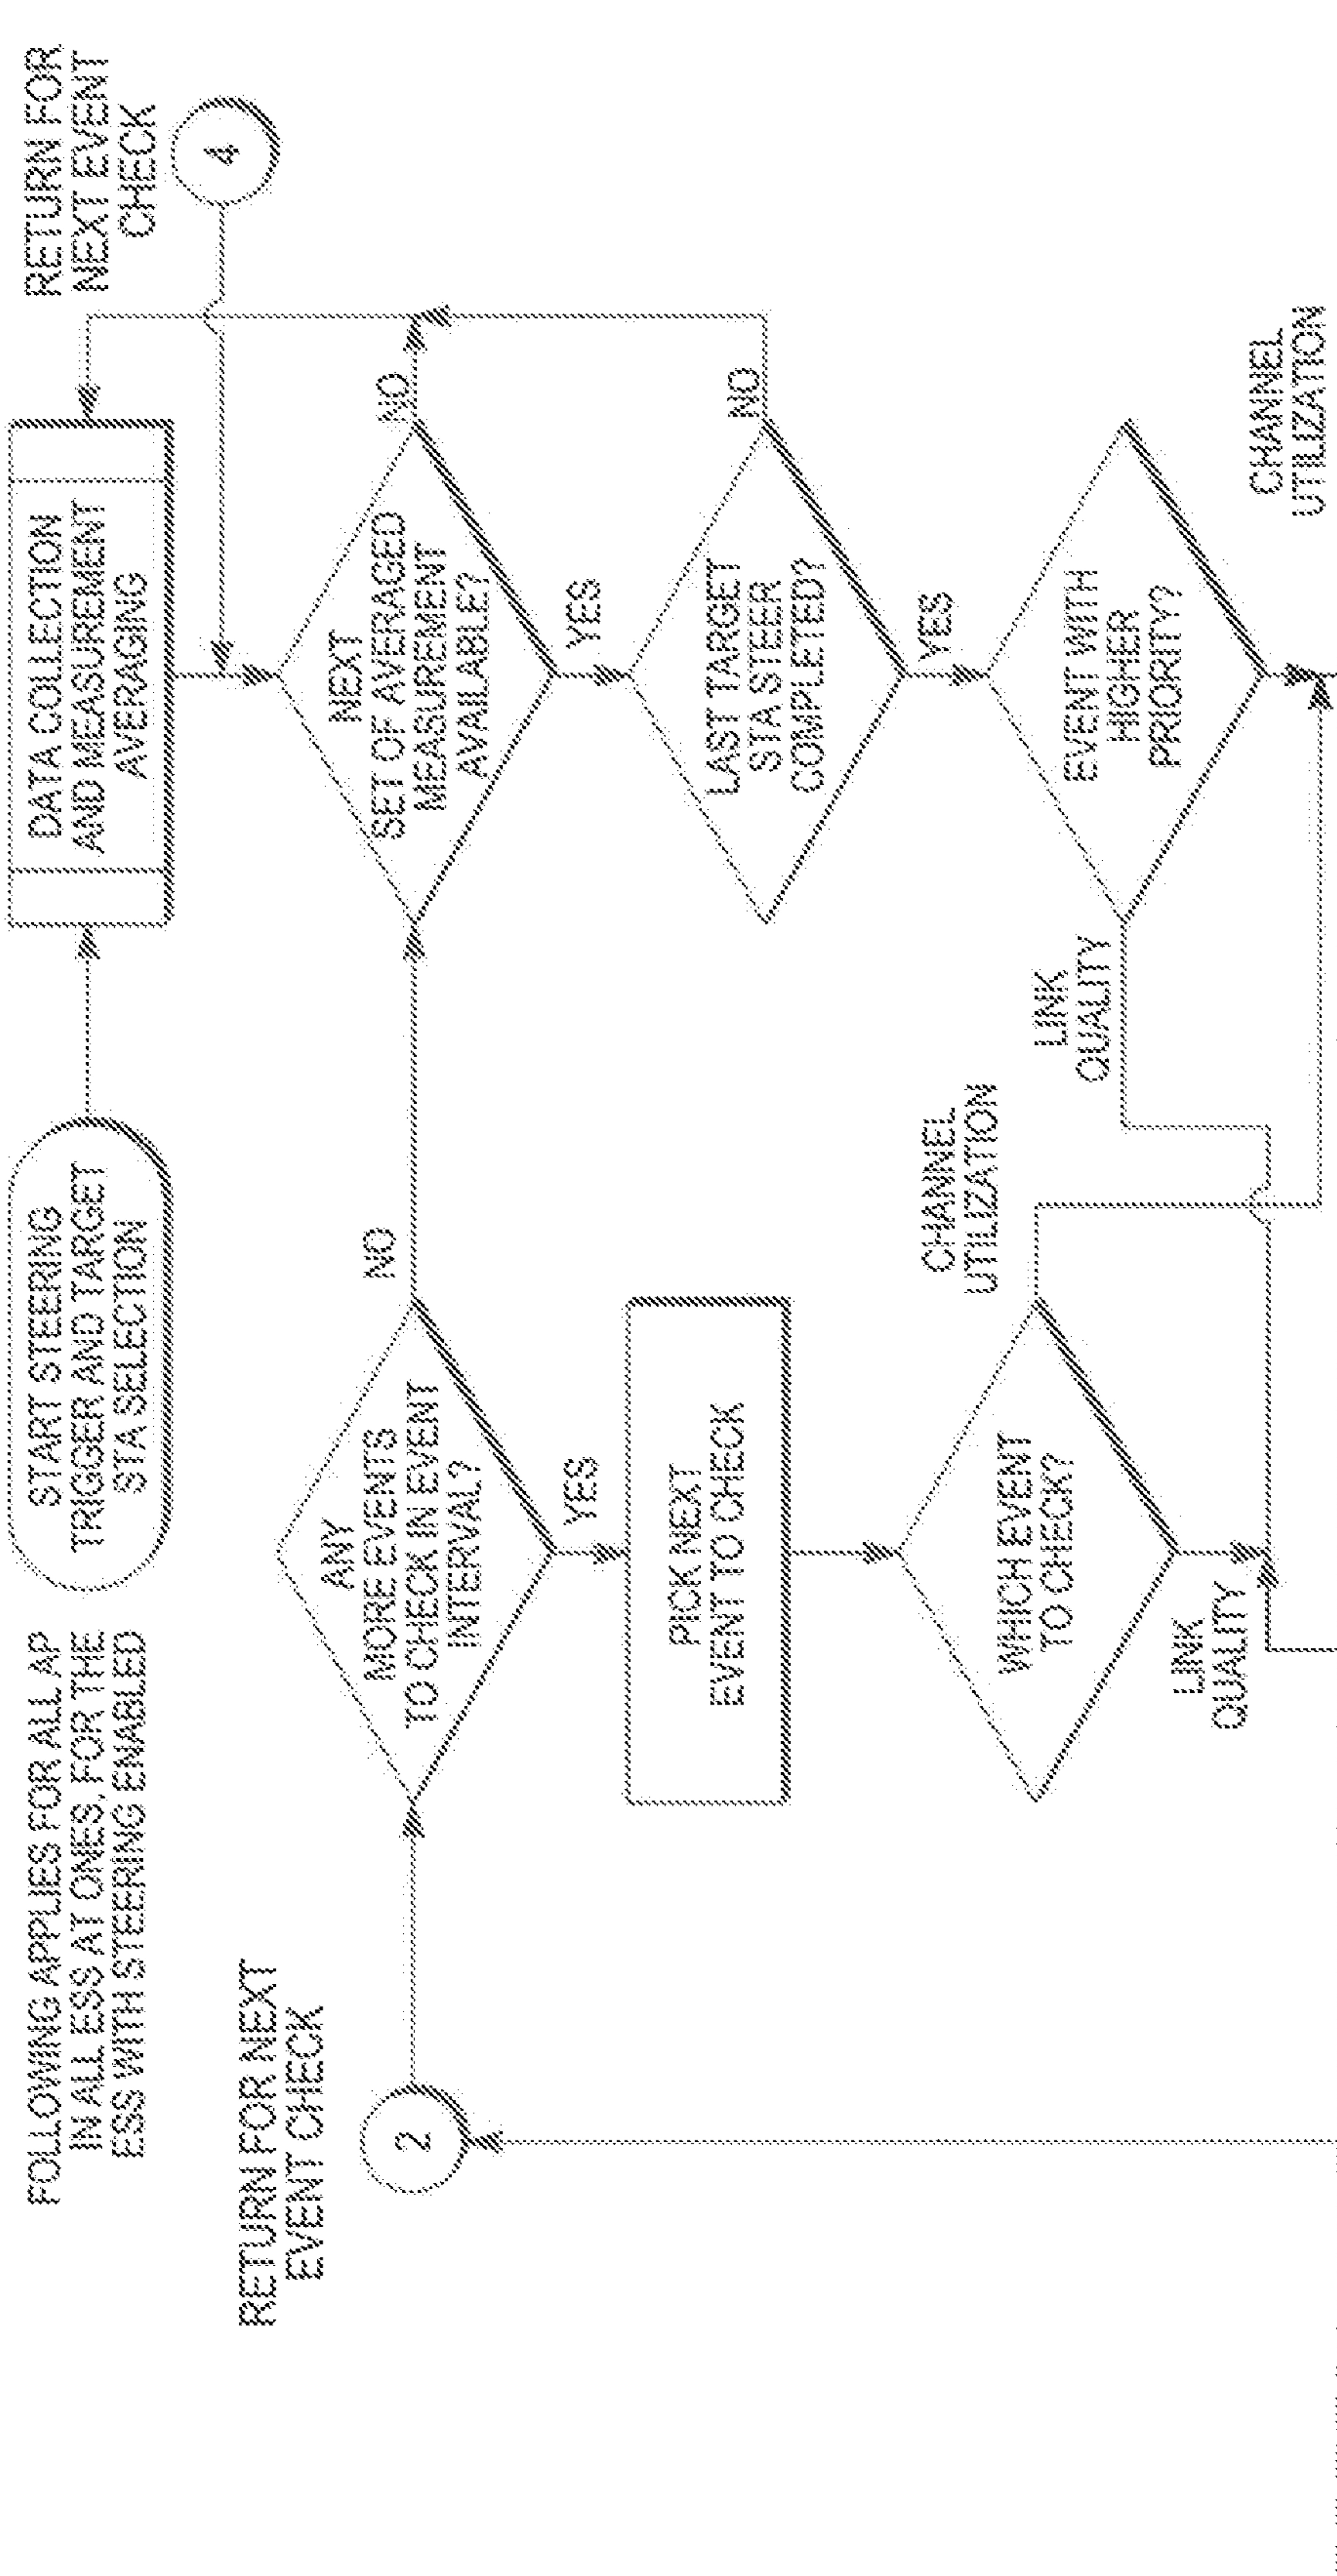 FOLLOWING APPLIES FOR ALL AP
IN ALL ESS AT ONES, FOR THE
ESS WITH STEERING ENABLED
START STEERING
TRIGGER AND TARGET
STA SELECTION
DATA COLLECTION
AND MEASUREMENT
AVERAGING
RETURN FOR
NEXT EVENT
CHECK
4
RETURN FOR NEXT
EVENT CHECK
2
ANY
MORE EVENTS
TO CHECK IN EVENT
INTERVAL?
NO
NEXT
SET OF AVERAGED
MEASUREMENT
AVAILABLE?
NO
YES
YES
PICK NEXT
EVENT TO CHECK
LAST TARGET
STA STEER
COMPLETED?
NO
YES
WHICH EVENT
TO CHECK?
CHANNEL
UTILIZATION
LINK
QUALITY
EVENT WITH
HIGHER
PRIORITY?
LINK
QUALITY
CHANNEL
UTILIZATION